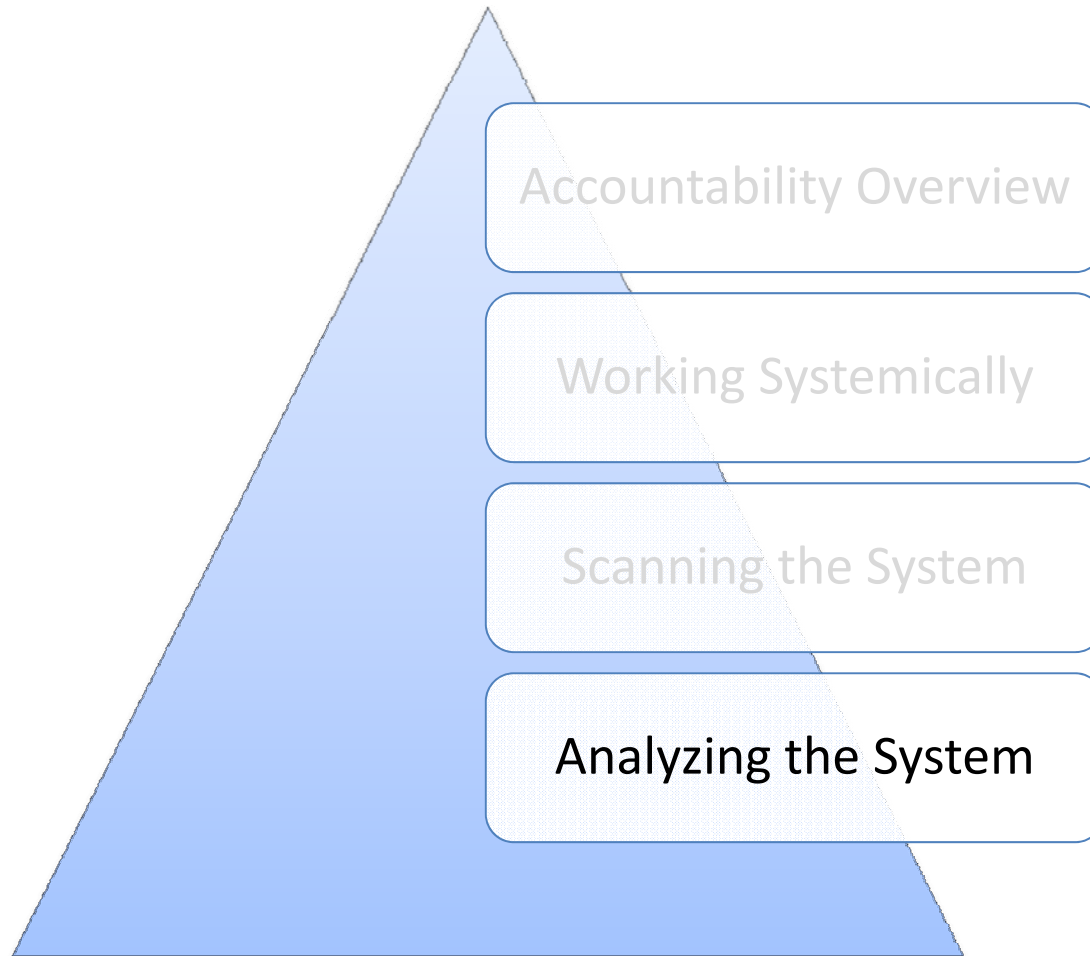 Accountability Overview
Working Systemically
Scanning the System
Analyzing the System